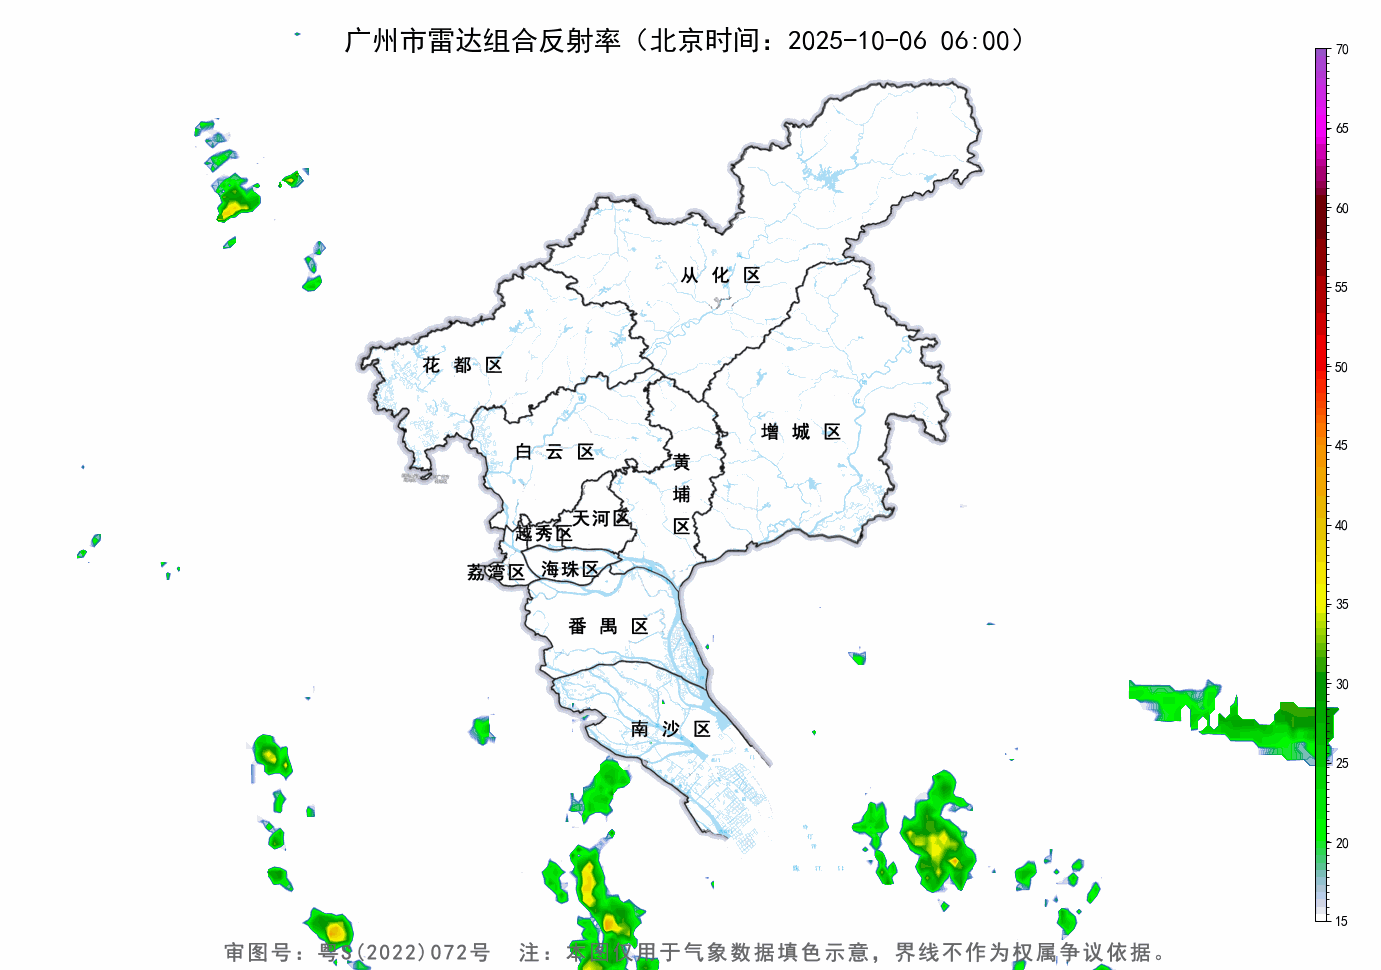 广州市雷达组合反射率（北京时间：2025-10-06 06:00）
70
65
60
55
50
45
40
35
30
25
20
15
从化区
花都区
增城区
白云区
黄埔区
天河区
越秀区
荔湾区
海珠区
番禺区
南沙区
审图号：粤S(2022)072号 注：本图仅用于气象数据填色示意，界线不作为权属争议依据。